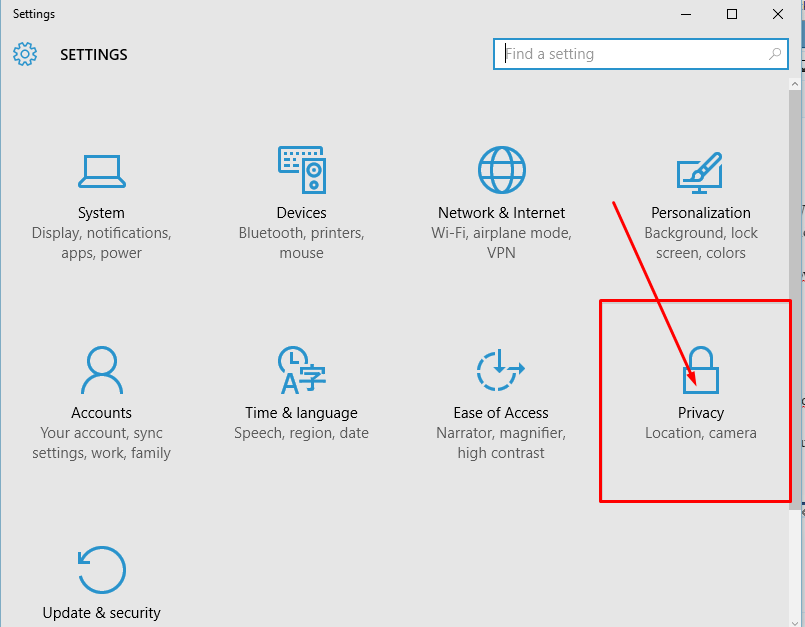 Settings
SETTINGS
Find a setting
System
Display, notifications,
apps, power
Devices
Bluetooth, printers,
mouse
Network & Internet
Wi-Fi, airplane mode,
VPN
Personalization
Background, lock
screen, colors
Accounts
Your account, sync
settings, work, family
Time & language
Speech, region, date
Ease of Access
Narrator, magnifier,
high contrast
Privacy
Location, camera
Update & security